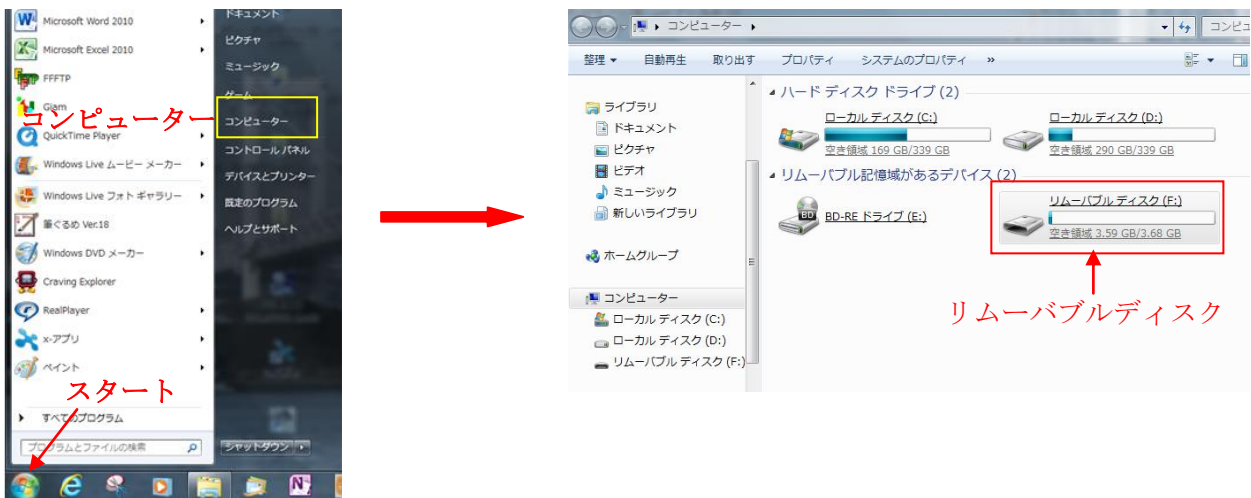 Microsoft Word 2010
Microsoft Excel 2010
FFFTP
Giam
コンピューター
QuickTime Player
Windows Live ムービー メーカー
Windows Live フォト ギャラリー
筆ぐるめ Ver.18
Windows DVD メーカー
Craving Explorer
RealPlayer
x-アプリ
ペイント
スタート
すべてのプログラム
プログラムとファイルの検索
ドキュメント
ピクチャ
ミュージック
ゲーム
コンピューター
コントロール パネル
デバイスとプリンター
既定のプログラム
ヘルプとサポート
シャットダウン
コンピューター
コンピュ
整理
自動再生
取り出す
プロパティ
システムのプロパティ
»
ライブラリ
ドキュメント
ピクチャ
ビデオ
ミュージック
新しいライブラリ
ホームグループ
コンピューター
ローカル ディスク (C:)
ローカル ディスク (D:)
リムーバブル ディスク (F:)
ハード ディスク ドライブ (2)
ローカル ディスク (C:)
空き領域 169 GB/339 GB
ローカル ディスク (D:)
空き領域 290 GB/339 GB
リムーバブル記憶域があるデバイス (2)
BD-RE ドライブ (E:)
リムーバブル ディスク (F:)
空き領域 3.59 GB/3.68 GB
リムーバブルディスク